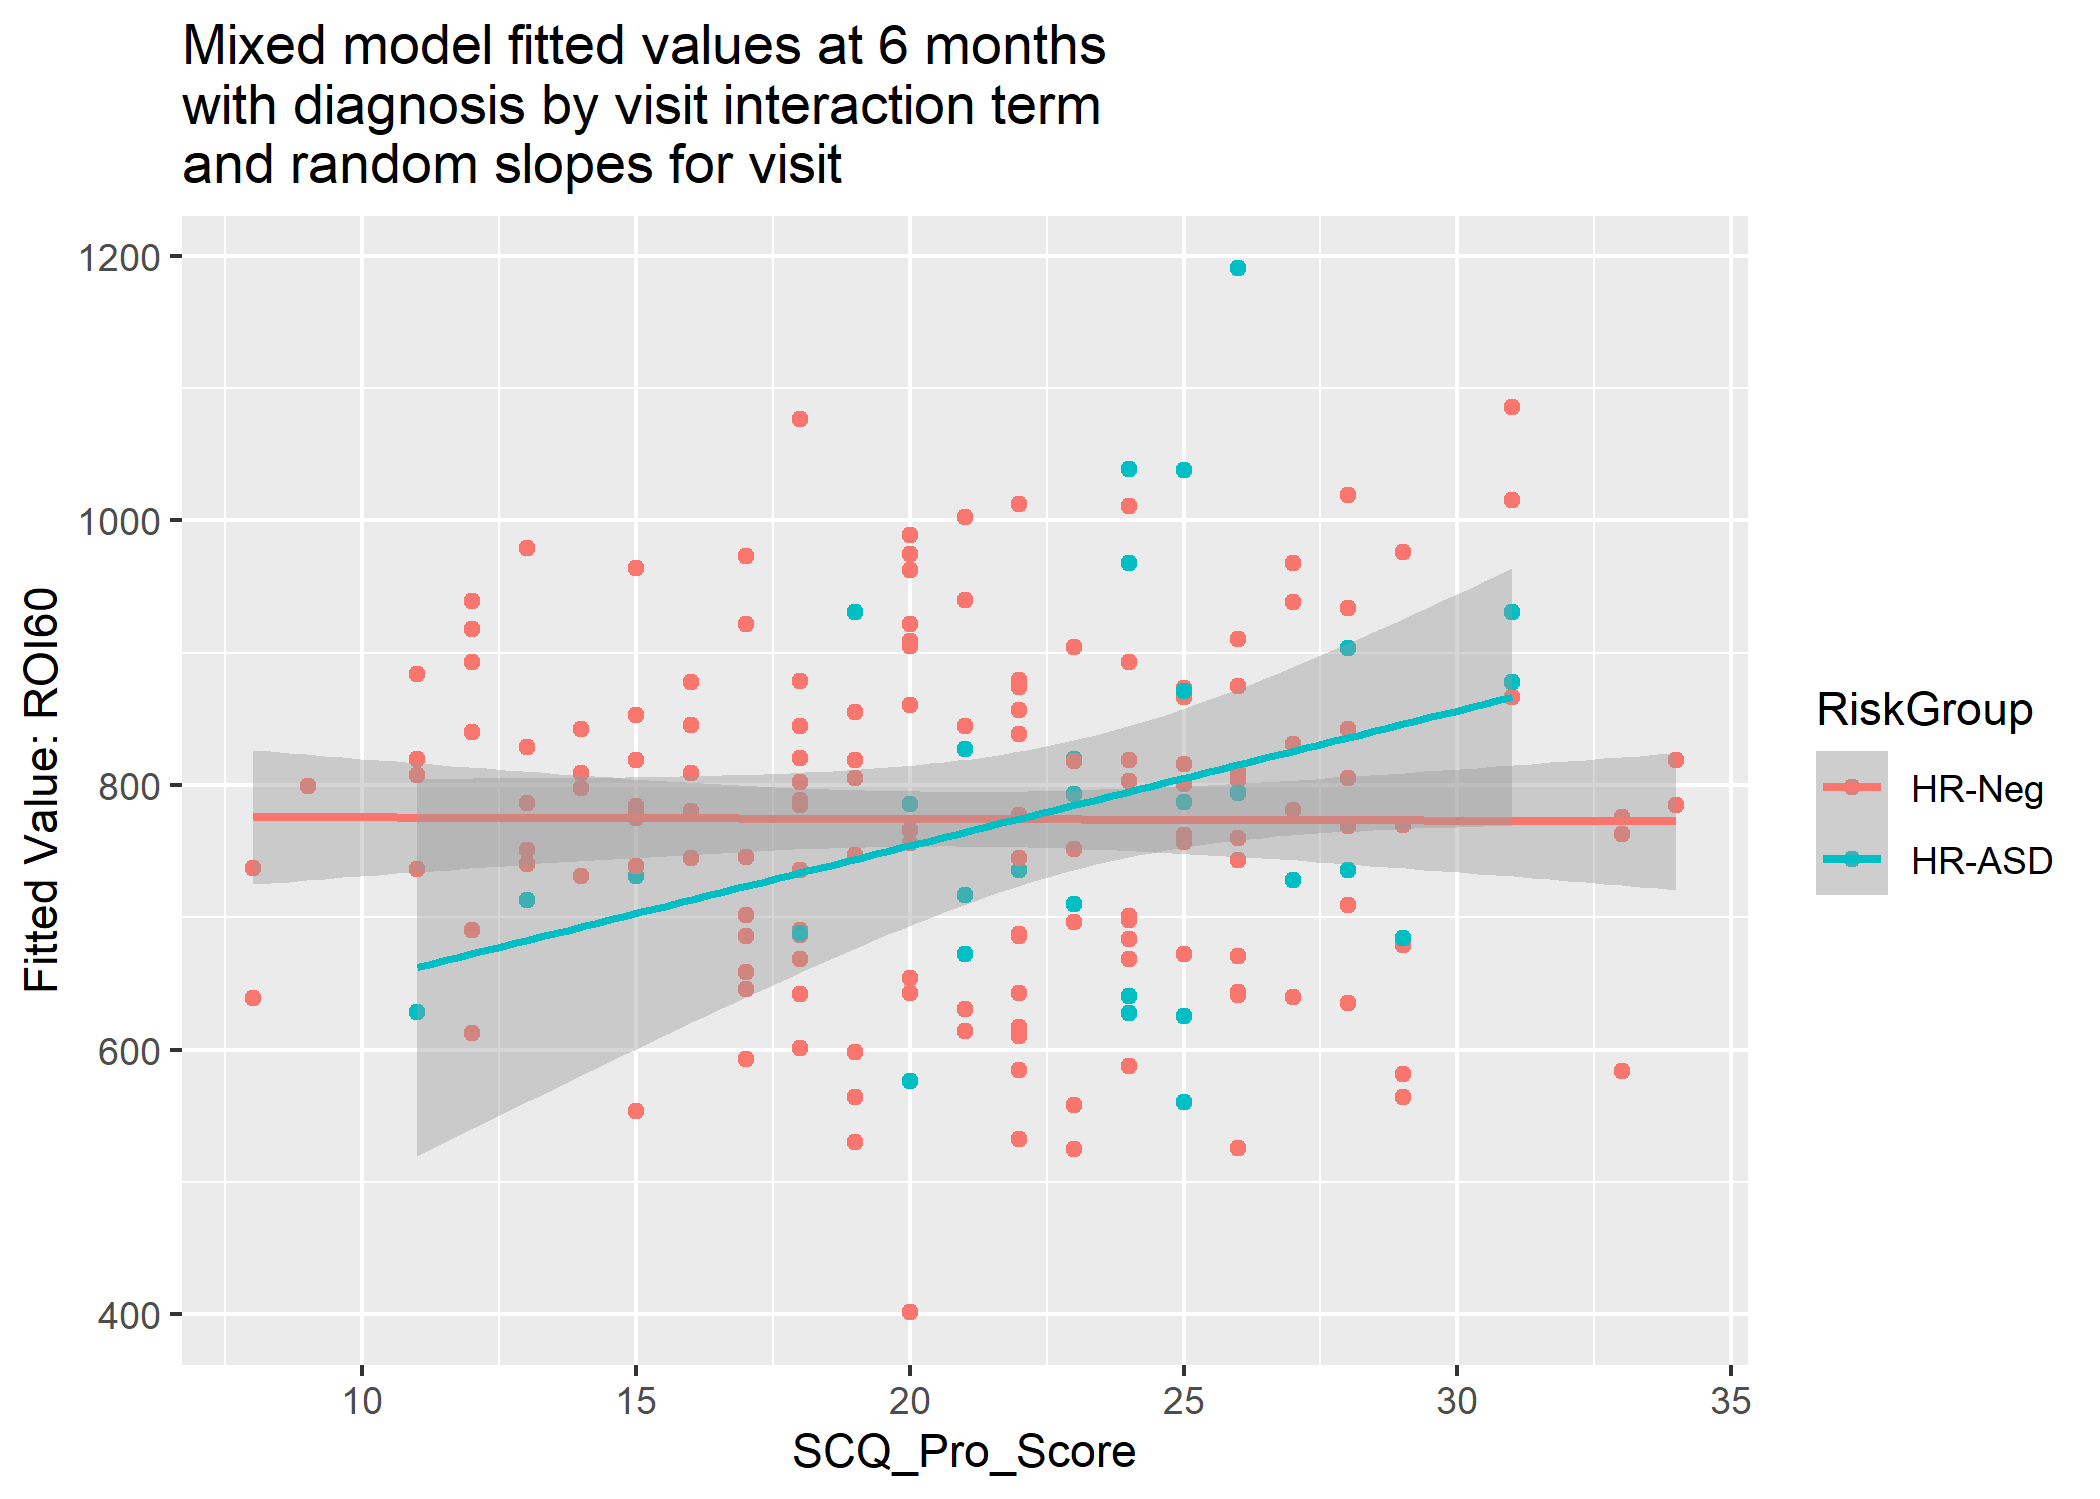 Mixed model fitted values at 6 months
with diagnosis by visit interaction term
and random slopes for visit
1200
1000
800
600
400
Fitted Value: ROI60
10 15 20 25 30 35
SCQ_Pro_Score
RiskGroup
HR-Neg
HR-ASD